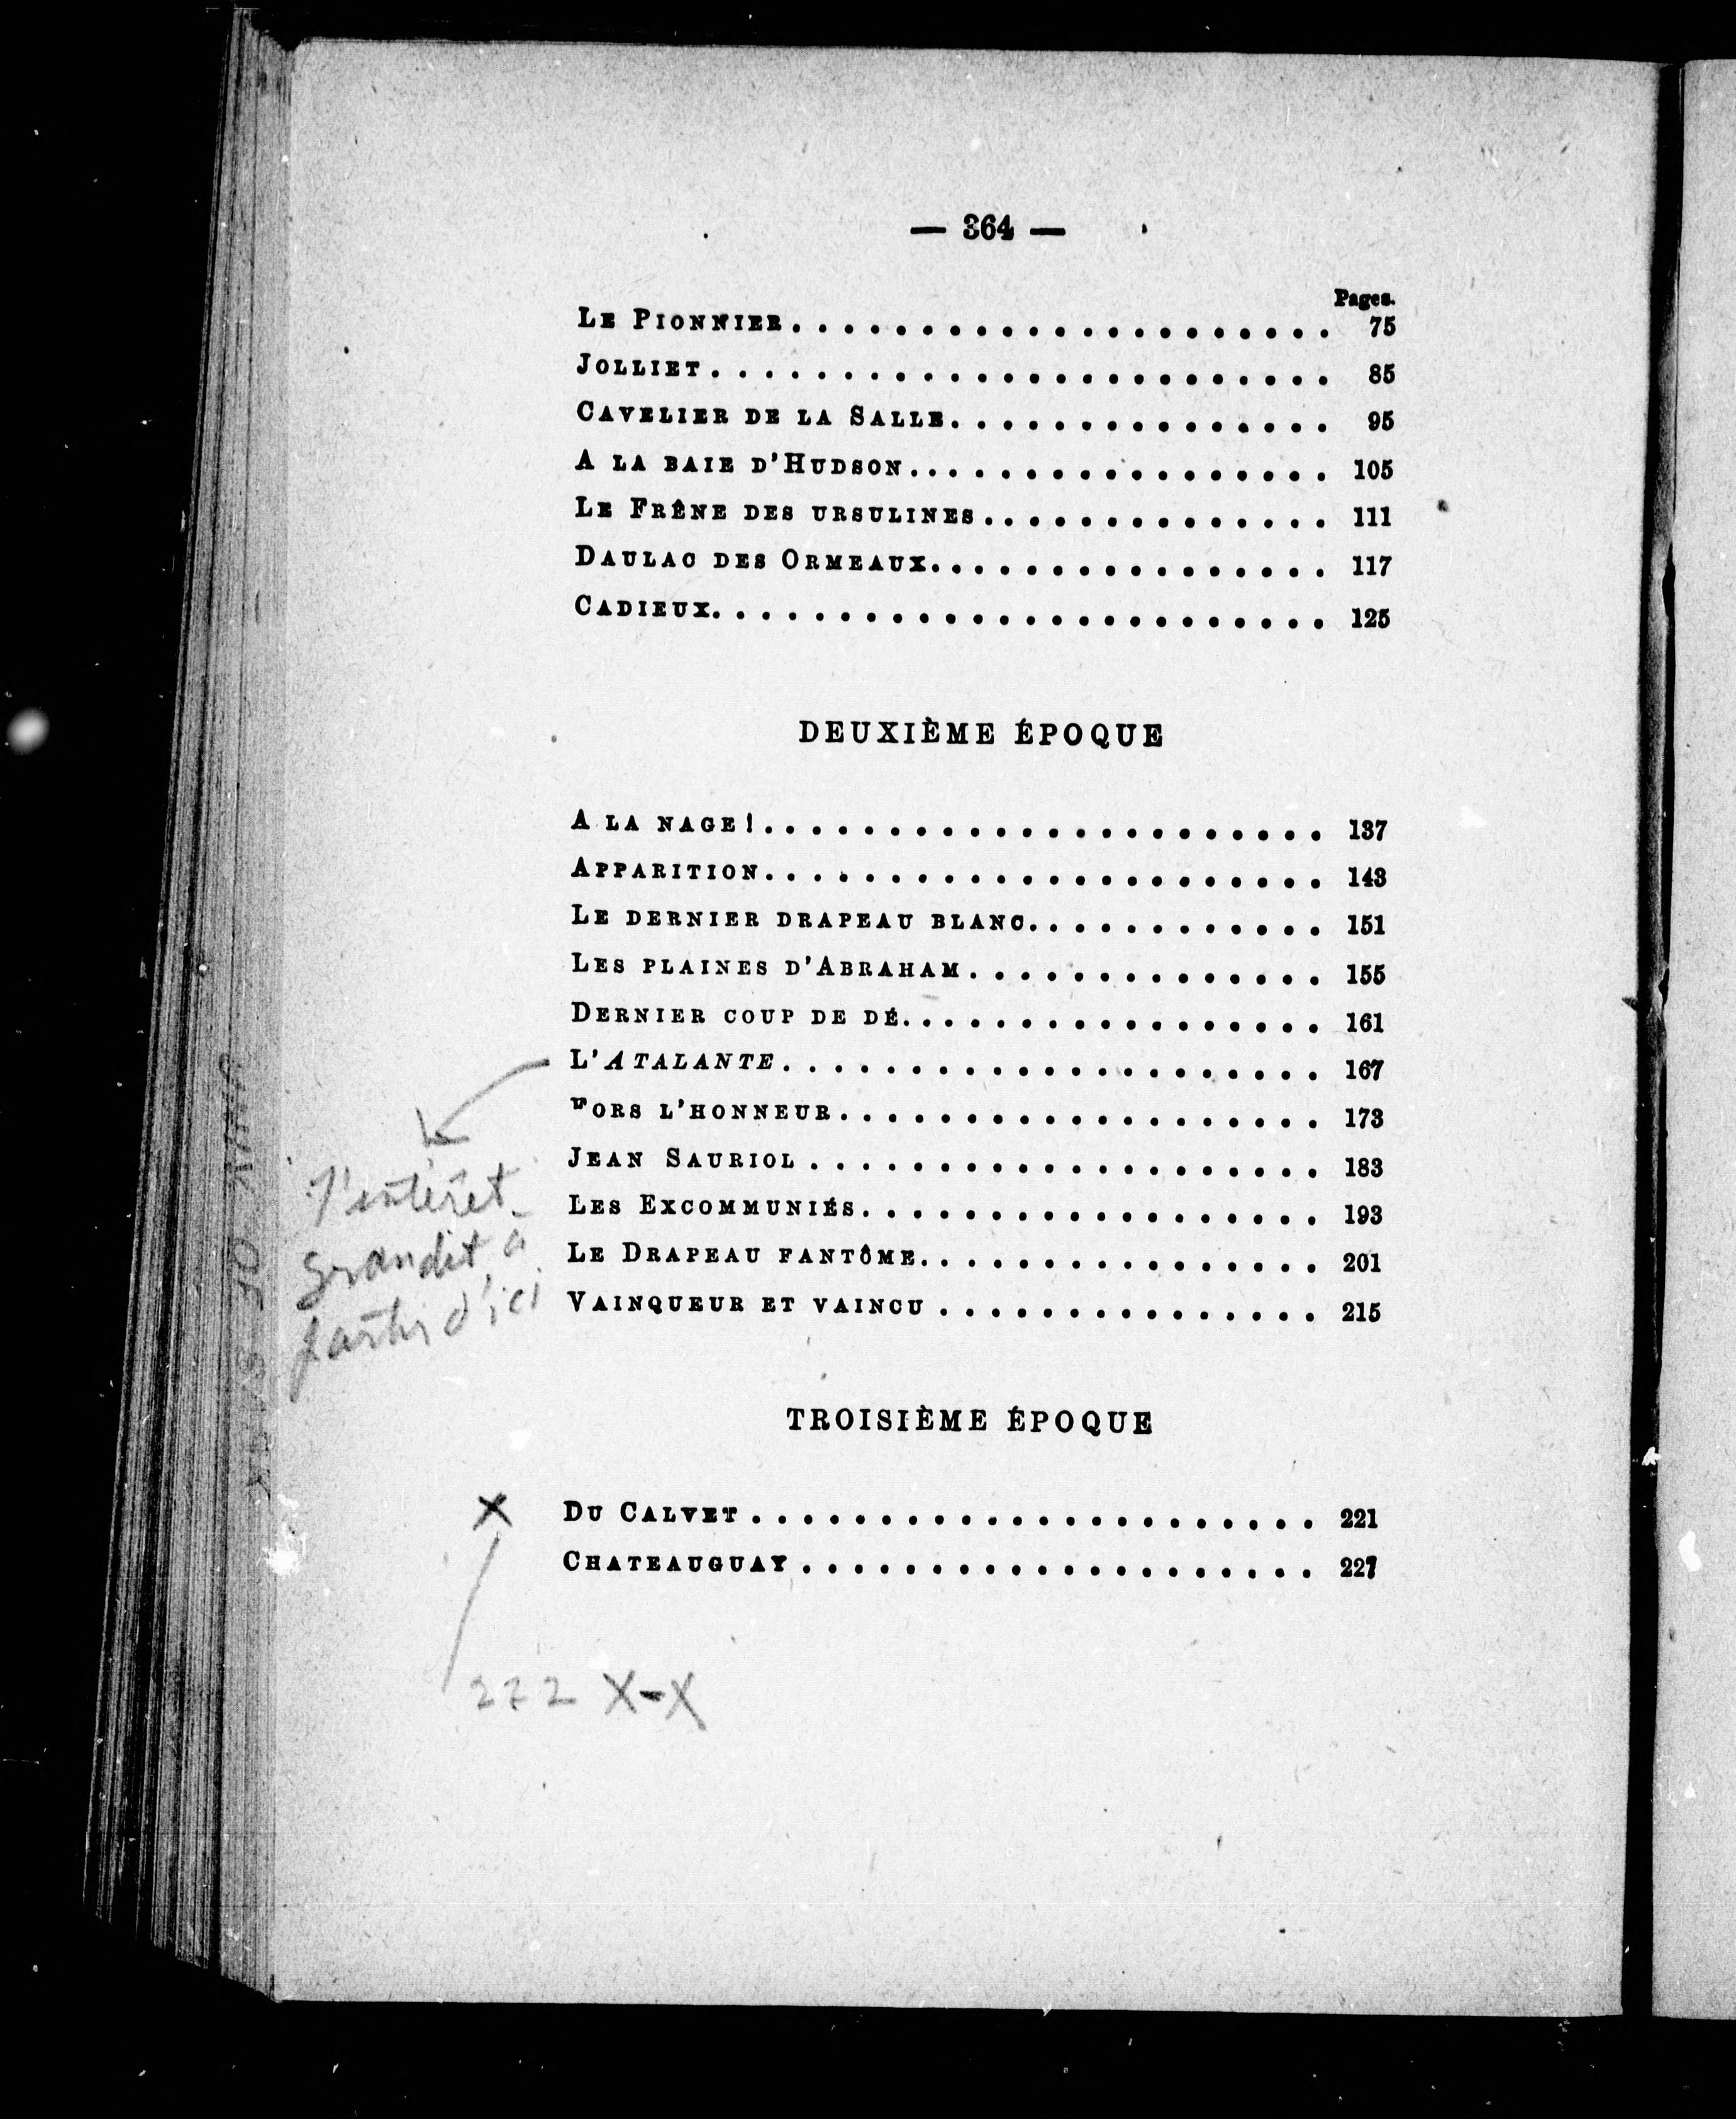 — 364 —
Pages.
Le Pionnier. . . . . . . . . . . . . . . . . . . . . 75
Jolliet. . . . . . . . . . . . . . . . . . . . . . . . 85
Cavelier de la Salle. . . . . . . . . . . . . . . 95
A la baie d'Hudson. . . . . . . . . . . . . . . . . 105
Le Frêne des ursulines. . . . . . . . . . . . . . 111
Daulac des Ormeaux. . . . . . . . . . . . . . . . 117
Cadieux. . . . . . . . . . . . . . . . . . . . . . . . 125
DEUXIÈME ÉPOQUE
A la nage! . . . . . . . . . . . . . . . . . . . . . . 137
Apparition. . . . . . . . . . . . . . . . . . . . . . 143
Le dernier drapeau blanc. . . . . . . . . . . . 151
Les plaines d'Abraham. . . . . . . . . . . . . . 155
Dernier coup de dé. . . . . . . . . . . . . . . . . 161
L'ATALANTE. . . . . . . . . . . . . . . . . . . . . 167
Fors l'honneur. . . . . . . . . . . . . . . . . . . 173
Jean Sauriol . . . . . . . . . . . . . . . . . . . . 183
Les Excommuniés. . . . . . . . . . . . . . . . . . 193
Le Drapeau fantôme. . . . . . . . . . . . . . . . 201
Vainqueur et vaincu . . . . . . . . . . . . . . . 215
l'intérêt
grandit à
partir d'ici
TROISIÈME ÉPOQUE
X Du Calvet . . . . . . . . . . . . . . . . . . . . . . 221
Chateauguay . . . . . . . . . . . . . . . . . . . . 227
222 X-X